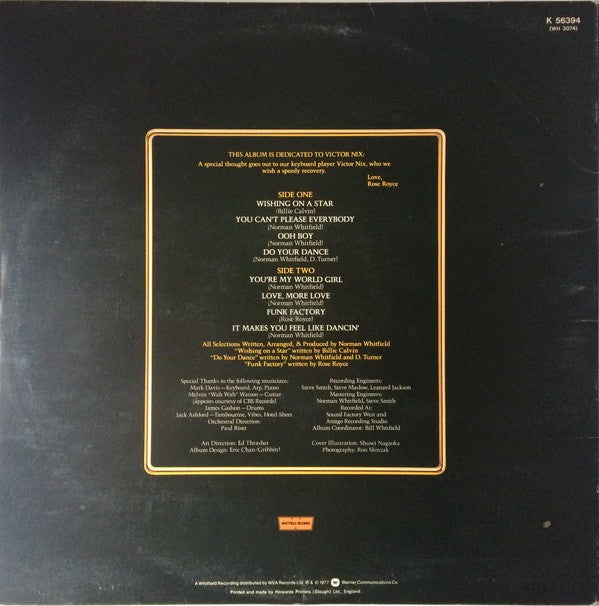 K 56394
(WH 3074)
THIS ALBUM IS DEDICATED TO VICTOR NIX:
A special thought goes out to our keyboard player Victor Nix, who we
wish a speedy recovery.
Love,
Rose Royce
SIDE ONE
WISHING ON A STAR
(Billie Calvin)
YOU CAN'T PLEASE EVERYBODY
(Norman Whitfield)
OOH BOY
(Norman Whitfield)
DO YOUR DANCE
(Norman Whitfield, D. Turner)
SIDE TWO
YOU'RE MY WORLD GIRL
(Norman Whitfield)
LOVE, MORE LOVE
(Norman Whitfield)
FUNK FACTORY
(Rose Royce)
IT MAKES YOU FEEL LIKE DANCIN'
(Norman Whitfield)
All Selections Written, Arranged, & Produced by Norman Whitfield
"Wishing on a Star" written by Billie Calvin
"Do Your Dance" written by Norman Whitfield and D. Turner
"Funk Factory" written by Rose Royce
Special Thanks to the following musicians:
Mark Davis—Keyboard, Arp, Piano
Melvin "Wah Wah" Watson—Guitar
(appears courtesy of CBS Records)
James Gadson—Drums
Jack Ashford—Tambourine, Vibes, Hotel Sheet
Orchestral Direction:
Paul Riser
Art Direction: Ed Thrasher
Album Design: Eric Chan/Gribbitt!
Recording Engineers:
Steve Smith, Steve Maslow, Leanard Jackson
Mastering Engineers:
Norman Whitfield, Steve Smith
Recorded At:
Sound Factory West and
Amigo Recording Studio
Album Coordinator: Bill Whitfield
Cover Illustration: Shusei Nagaoka
Photography: Ron Slenzak
WHITFIELD RECORDS
A Whitfield Recording distributed by WEA Records Ltd. ℗ & © 1977 Warner Communications Co.
Printed and made by Howards Printers (Slough) Ltd., England.